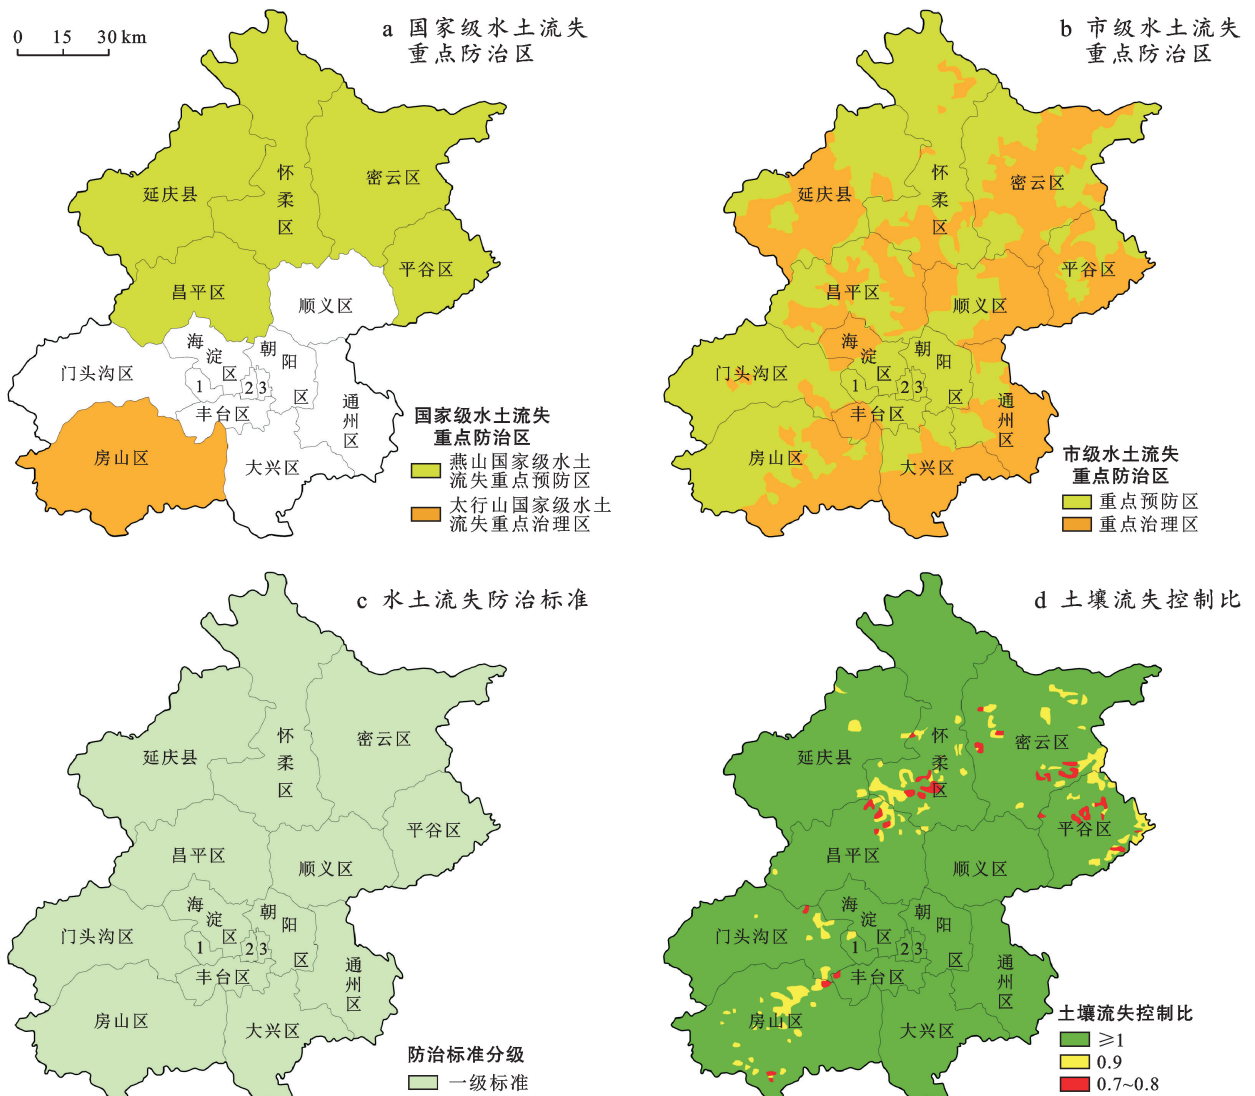 a 国家级水土流失
重点防治区
0 15 30 km
延庆县
怀柔区
密云区
平谷区
昌平区
顺义区
海淀区
朝阳区
门头沟区
1
2 3
丰台区
通州区
房山区
大兴区
国家级水土流失
重点防治区
燕山国家级水土
流失重点预防区
太行山国家级水土
流失重点治理区
b 市级水土流失
重点防治区
延庆县
怀柔区
密云区
平谷区
昌平区
顺义区
海淀区
朝阳区
门头沟区
1
2 3
丰台区
通州区
房山区
大兴区
市级水土流失
重点防治区
重点预防区
重点治理区
c 水土流失防治标准
延庆县
怀柔区
密云区
平谷区
昌平区
顺义区
海淀区
朝阳区
门头沟区
1
2 3
丰台区
通州区
房山区
大兴区
防治标准分级
一级标准
d 土壤流失控制比
延庆县
怀柔区
密云区
平谷区
昌平区
顺义区
海淀区
朝阳区
门头沟区
1
2 3
丰台区
通州区
房山区
大兴区
土壤流失控制比
≥1
0.9
0.7~0.8